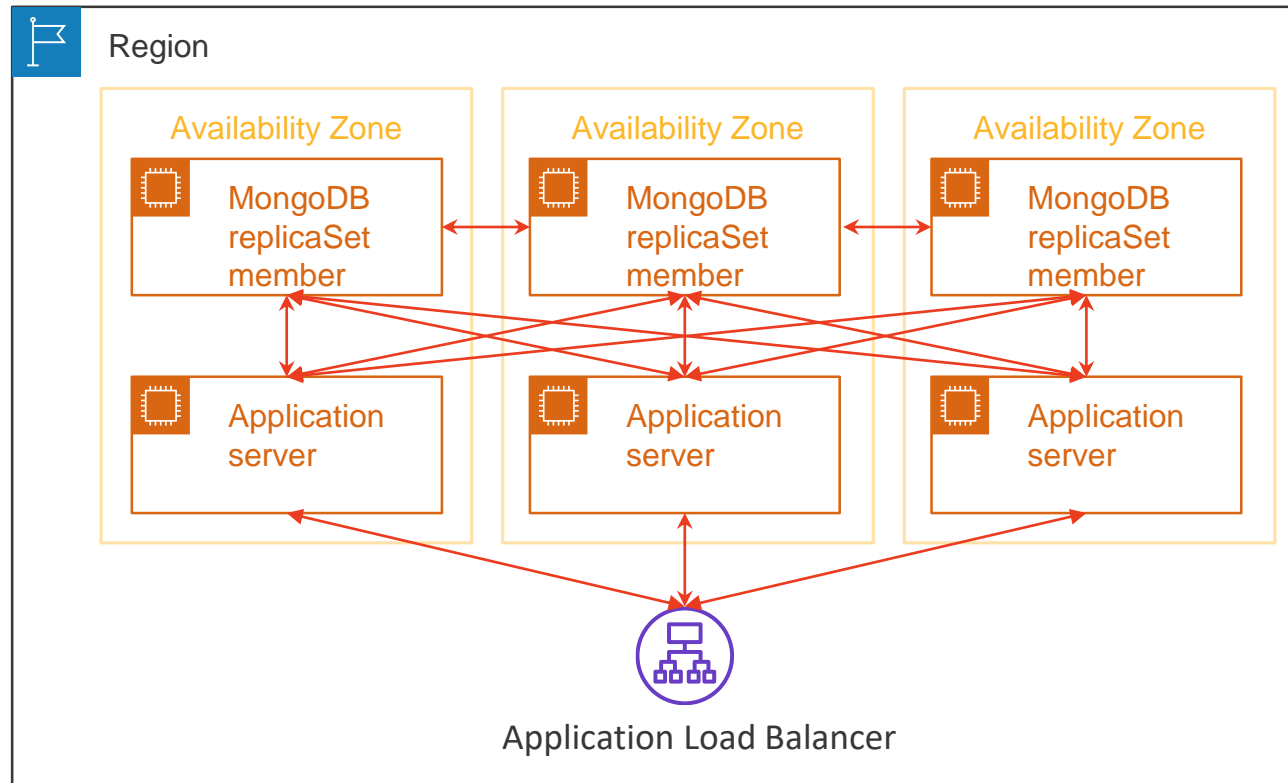 Region
Availability Zone
Availability Zone
Availability Zone
MongoDB
replicaSet
member
MongoDB
replicaSet
member
MongoDB
replicaSet
member
Application
server
Application
server
Application
server
Application Load Balancer